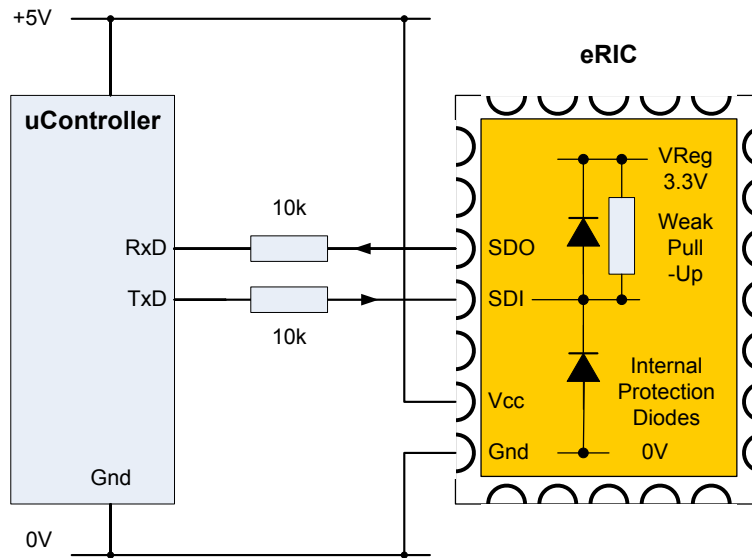 +5V
eRIC
uController
VReg
3.3V
10k
Weak
Pull
-Up
RxD
SDO
TxD
SDI
10k
Internal
Protection
Diodes
Vcc
Gnd
0V
Gnd
0V